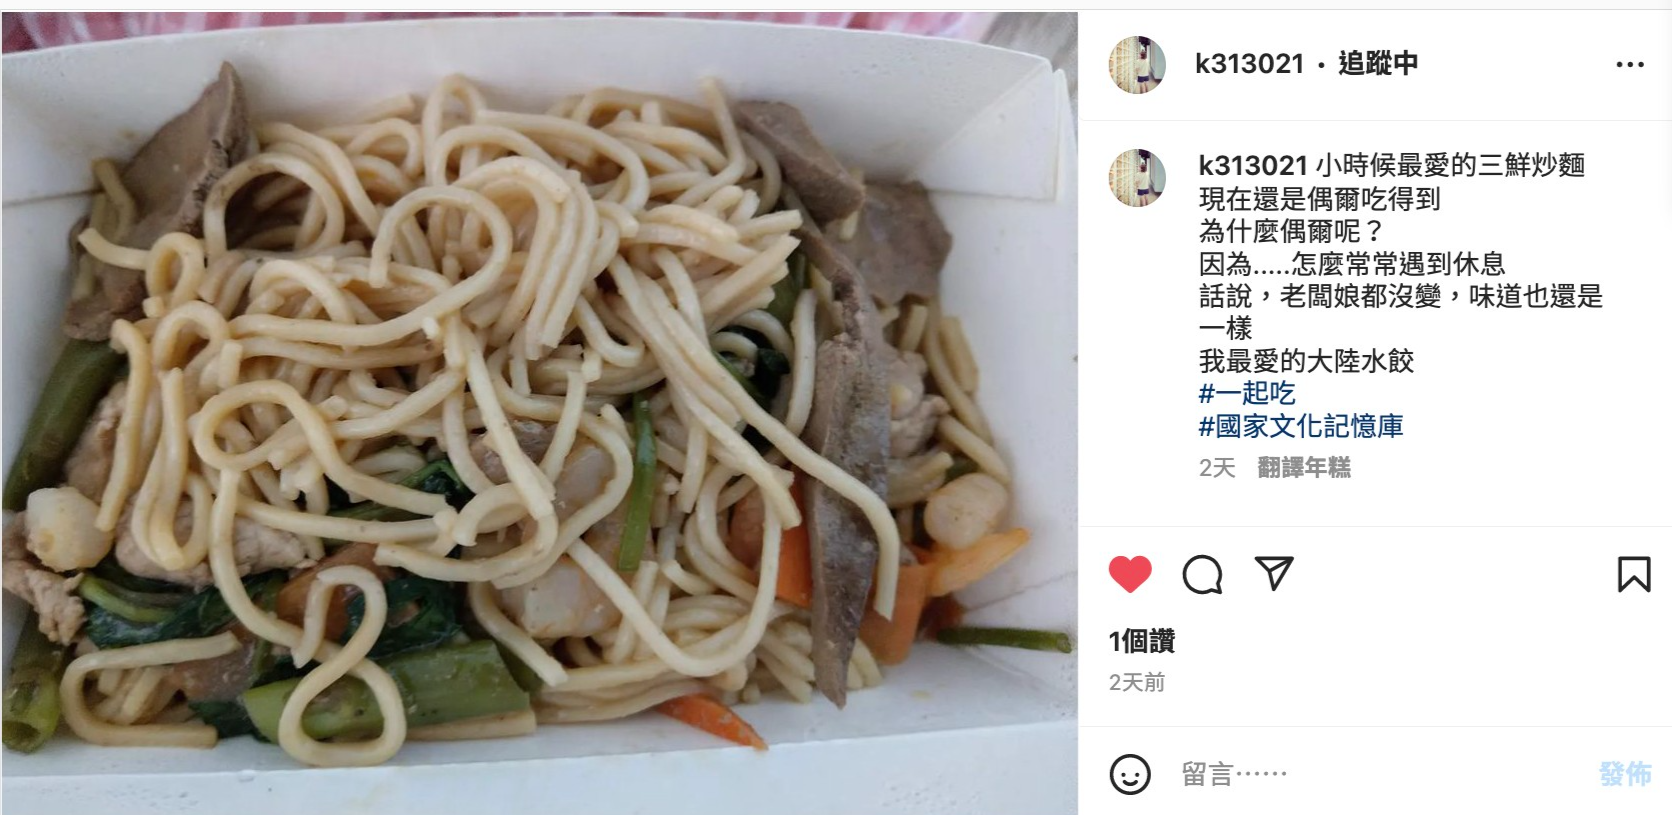 k313021 • 追蹤中
k313021 小時候最愛的三鮮炒麵
現在還是偶爾吃得到
為什麼偶爾呢？
因為.....怎麼常常遇到休息
話說，老闆娘都沒變，味道也還是
一樣
我最愛的大陸水餃
#一起吃
#國家文化記憶庫
2天 翻譯年糕
1個讚
2天前
留言⋯⋯
發佈